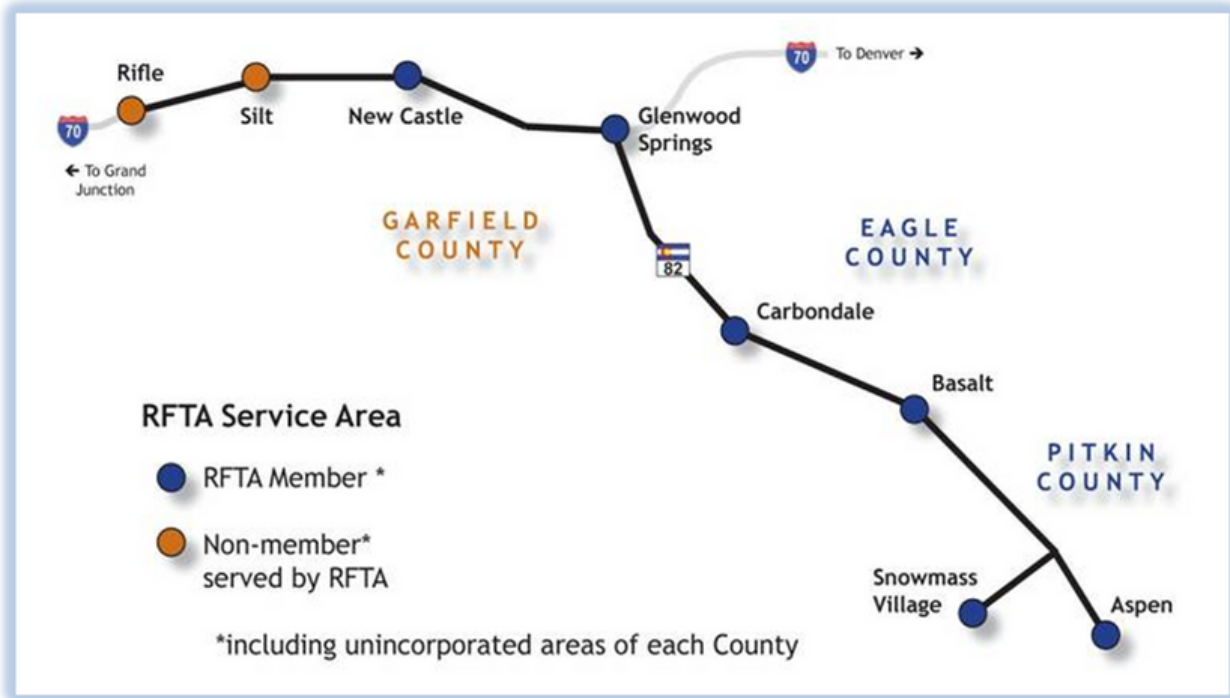 70
To Denver →
Rifle
Silt
New Castle
Glenwood
Springs
70
← To Grand
Junction
GARFIELD
COUNTY
EAGLE
COUNTY
82
Carbondale
Basalt
PITKIN
COUNTY
RFTA Service Area
RFTA Member *
Non-member*
served by RFTA
Snowmass
Village
Aspen
*including unincorporated areas of each County